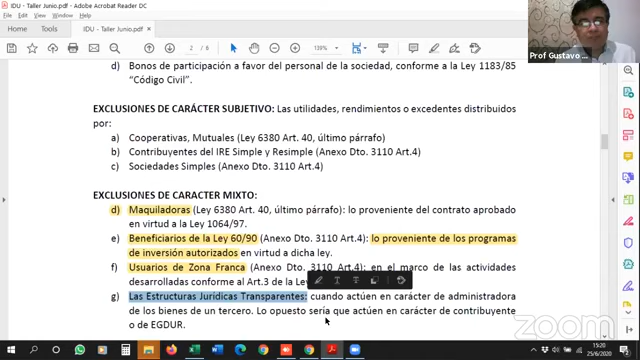 IDU - Taller Junio.pdf - Adobe Acrobat Reader DC
Home
Tools
IDU - Taller Junio.pdf
2 / 6
139%
d) Bonos de participación a favor del personal de la sociedad, conforme a la Ley 1183/85
“Código Civil”.
EXCLUSIONES DE CARÁCTER SUBJETIVO: Las utilidades, rendimientos o excedentes distribuidos
por:
a) Cooperativas, Mutuales (Ley 6380 Art. 40, último párrafo)
b) Contribuyentes del IRE Simple y Resimple (Anexo Dto. 3110 Art.4)
c) Sociedades Simples (Anexo Dto. 3110 Art.4)
EXCLUSIONES DE CARACTER MIXTO:
d) Maquiladoras (Ley 6380 Art. 40, último párrafo): lo proveniente del contrato aprobado
en virtud a la Ley 1064/97.
e) Beneficiarios de la Ley 60/90 (Anexo Dto. 3110 Art.4): lo proveniente de los programas
de inversión autorizados en virtud a dicha ley.
f) Usuarios de Zona Franca (Anexo Dto. 3110 Art.4): en el marco de las actividades
desarrolladas conforme al Art.3 de la Ley
g) Las Estructuras Jurídicas Transparentes: cuando actúen en carácter de administradora
de los bienes de un tercero. Lo opuesto seria que actúen en carácter de contribuyente
o de EGDUR.
Prof Gustavo
zoom
15:20
25/6/2020